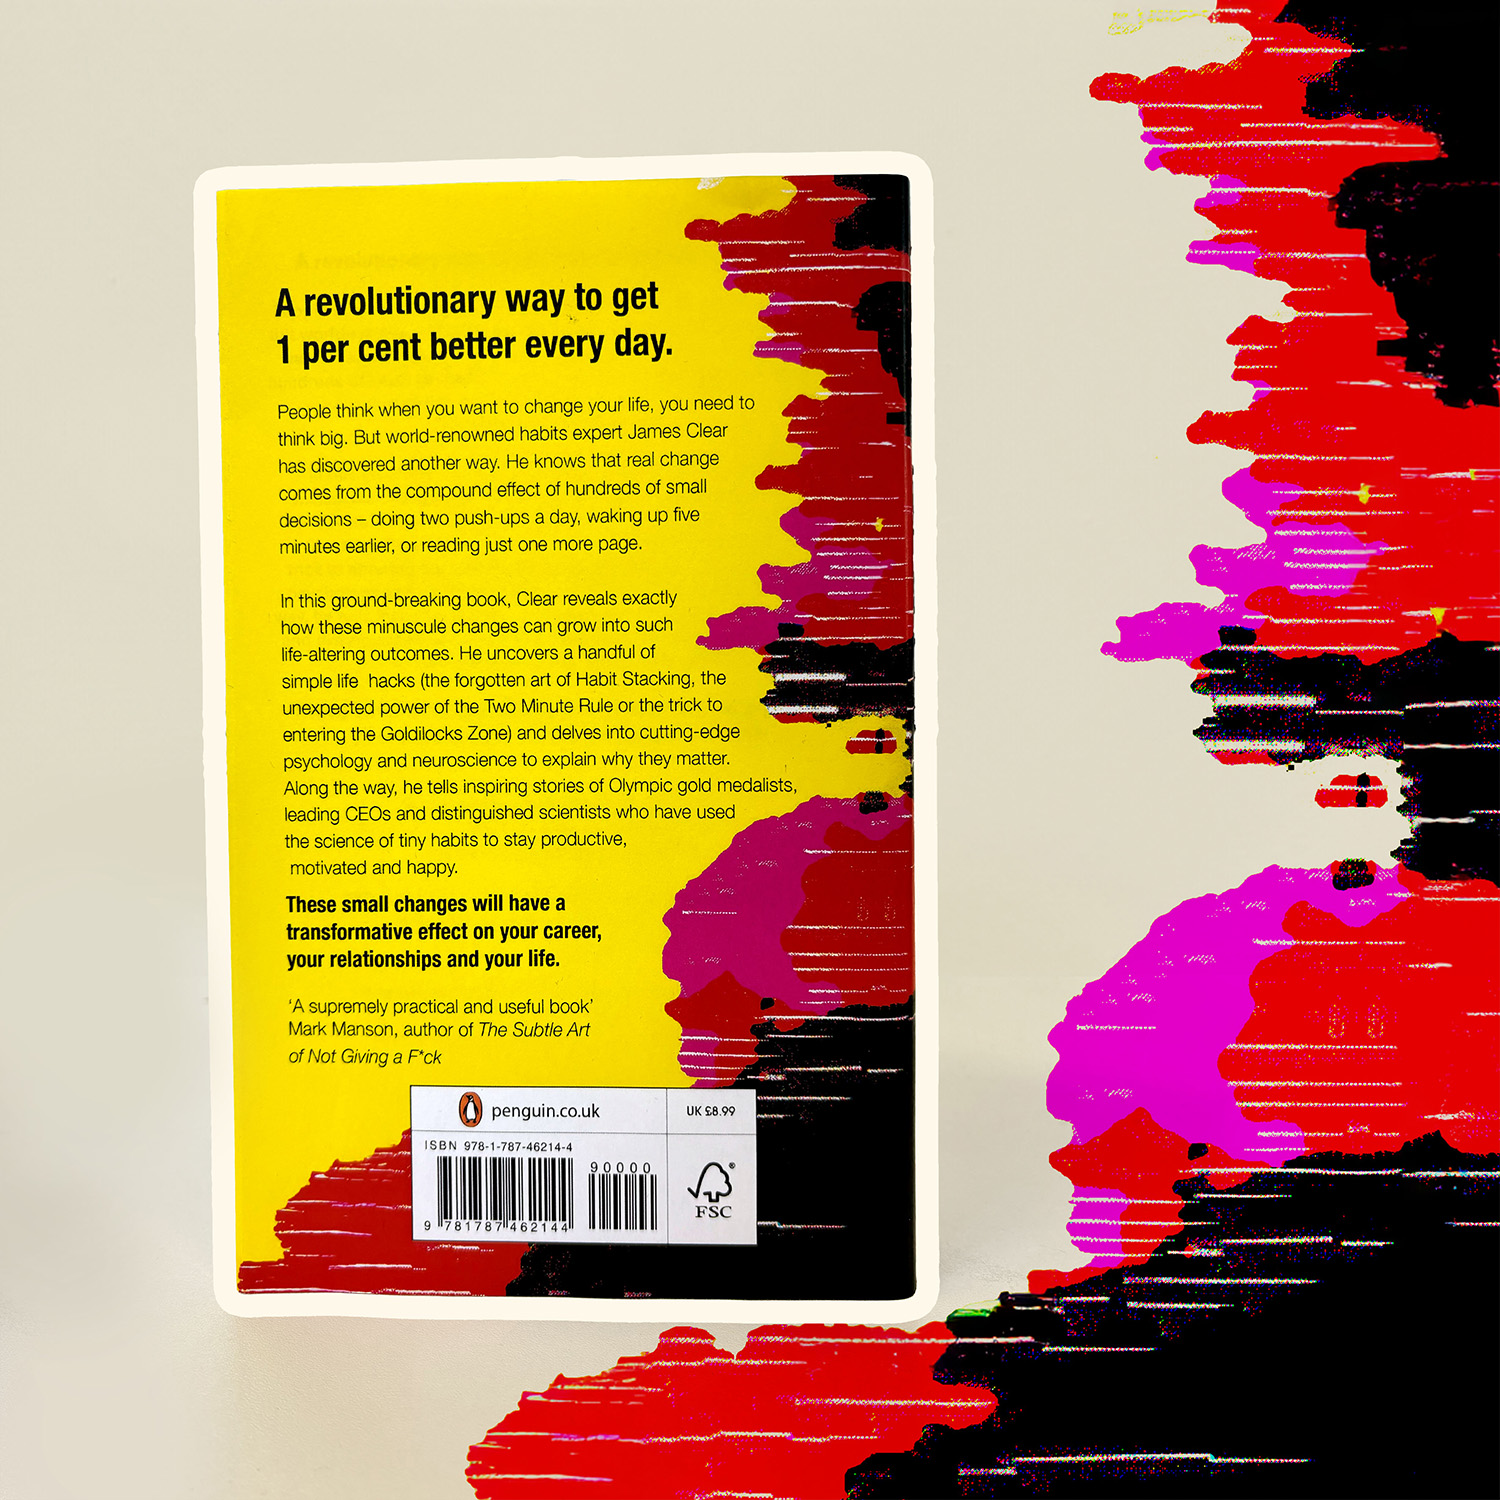 A revolutionary way to get
1 per cent better every day.
People think when you want to change your life, you need to
think big. But world-renowned habits expert James Clear
has discovered another way. He knows that real change
comes from the compound effect of hundreds of small
decisions – doing two push-ups a day, waking up five
minutes earlier, or reading just one more page.
In this ground-breaking book, Clear reveals exactly
how these minuscule changes can grow into such
life-altering outcomes. He uncovers a handful of
simple life hacks (the forgotten art of Habit Stacking, the
unexpected power of the Two Minute Rule or the trick to
entering the Goldilocks Zone) and delves into cutting-edge
psychology and neuroscience to explain why they matter.
Along the way, he tells inspiring stories of Olympic gold medalists,
leading CEOs and distinguished scientists who have used
the science of tiny habits to stay productive,
motivated and happy.
These small changes will have a
transformative effect on your career,
your relationships and your life.
‘A supremely practical and useful book’
Mark Manson, author of The Subtle Art
of Not Giving a F*ck
penguin.co.uk
UK £8.99
ISBN 978-1-787-46214-4
90000
9 781787 462144
FSC